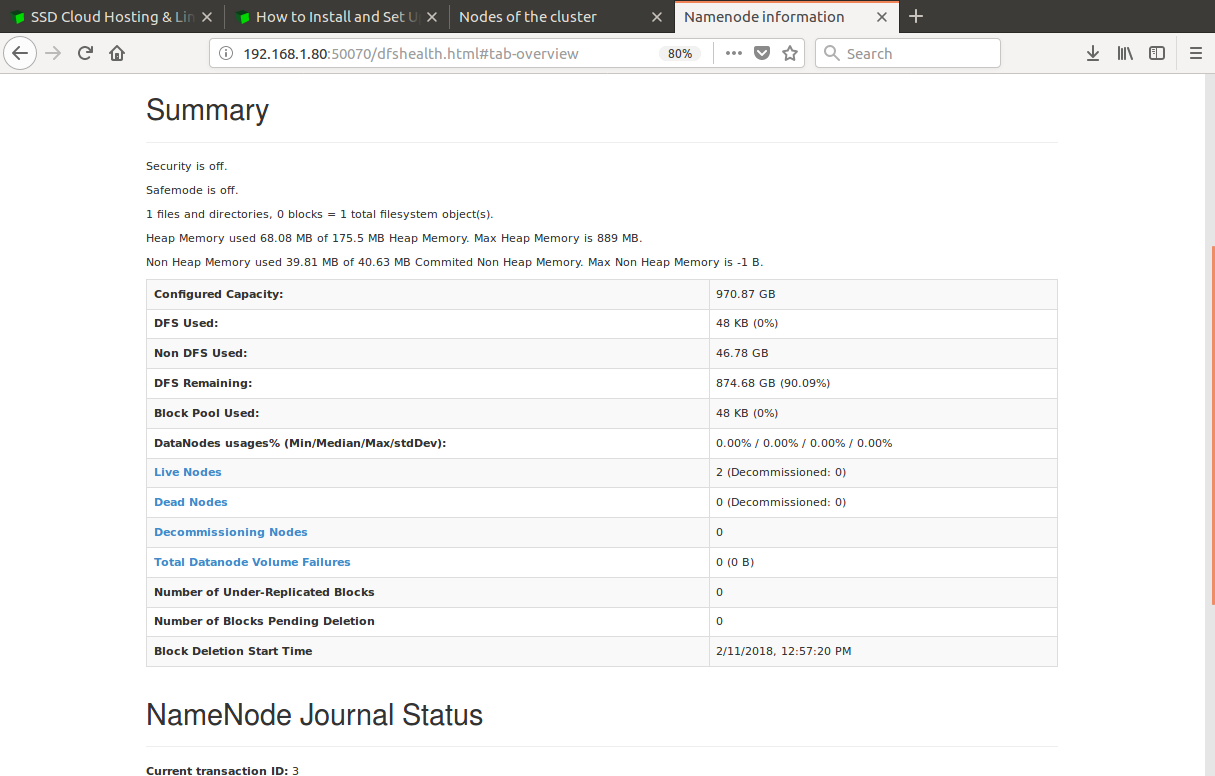 SSD Cloud Hosting & Lin
How to Install and Set U
Nodes of the cluster
Namenode information
192.168.1.80:50070/dfshealth.html#tab-overview
80%
Search
Summary
Security is off.
Safemode is off.
1 files and directories, 0 blocks = 1 total filesystem object(s).
Heap Memory used 68.08 MB of 175.5 MB Heap Memory. Max Heap Memory is 889 MB.
Non Heap Memory used 39.81 MB of 40.63 MB Commited Non Heap Memory. Max Non Heap Memory is -1 B.
Configured Capacity: 970.87 GB
DFS Used: 48 KB (0%)
Non DFS Used: 46.78 GB
DFS Remaining: 874.68 GB (90.09%)
Block Pool Used: 48 KB (0%)
DataNodes usages% (Min/Median/Max/stdDev): 0.00% / 0.00% / 0.00% / 0.00%
Live Nodes 2 (Decommissioned: 0)
Dead Nodes 0 (Decommissioned: 0)
Decommissioning Nodes 0
Total Datanode Volume Failures 0 (0 B)
Number of Under-Replicated Blocks 0
Number of Blocks Pending Deletion 0
Block Deletion Start Time 2/11/2018, 12:57:20 PM
NameNode Journal Status
Current transaction ID: 3